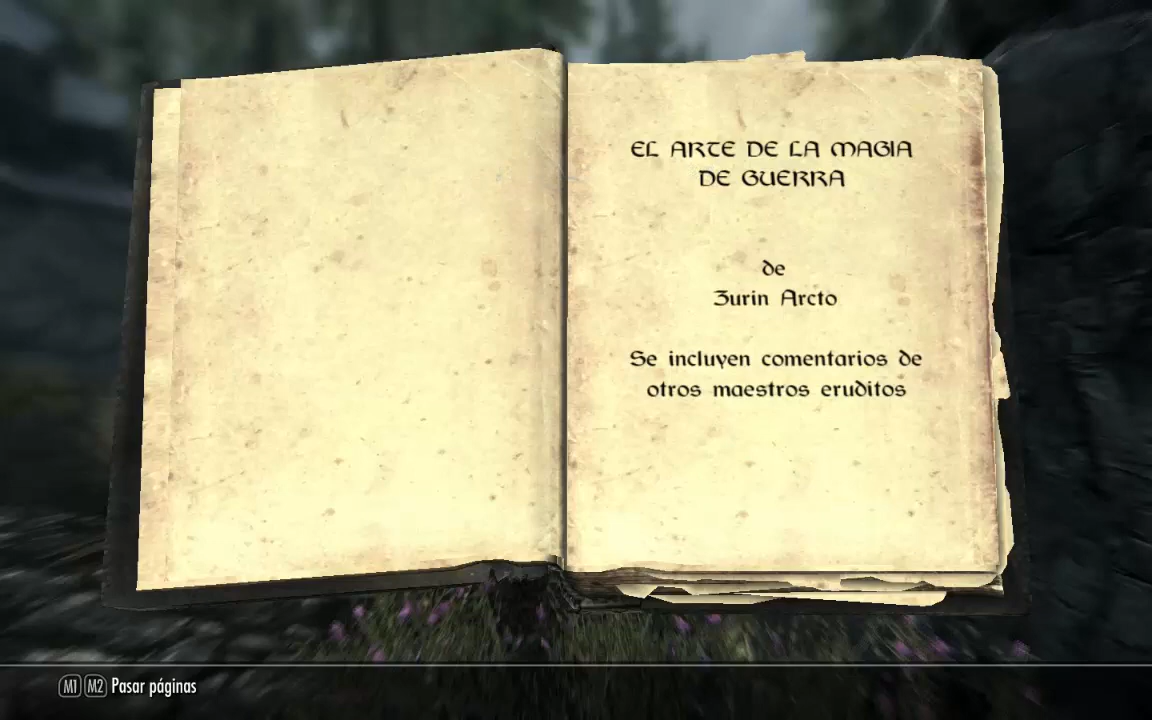 EL ARTE DE LA MAGIA
DE GUERRA
de
Zurin Arcto
Se incluyen comentarios de
otros maestros eruditos
M1 M2 Pasar páginas